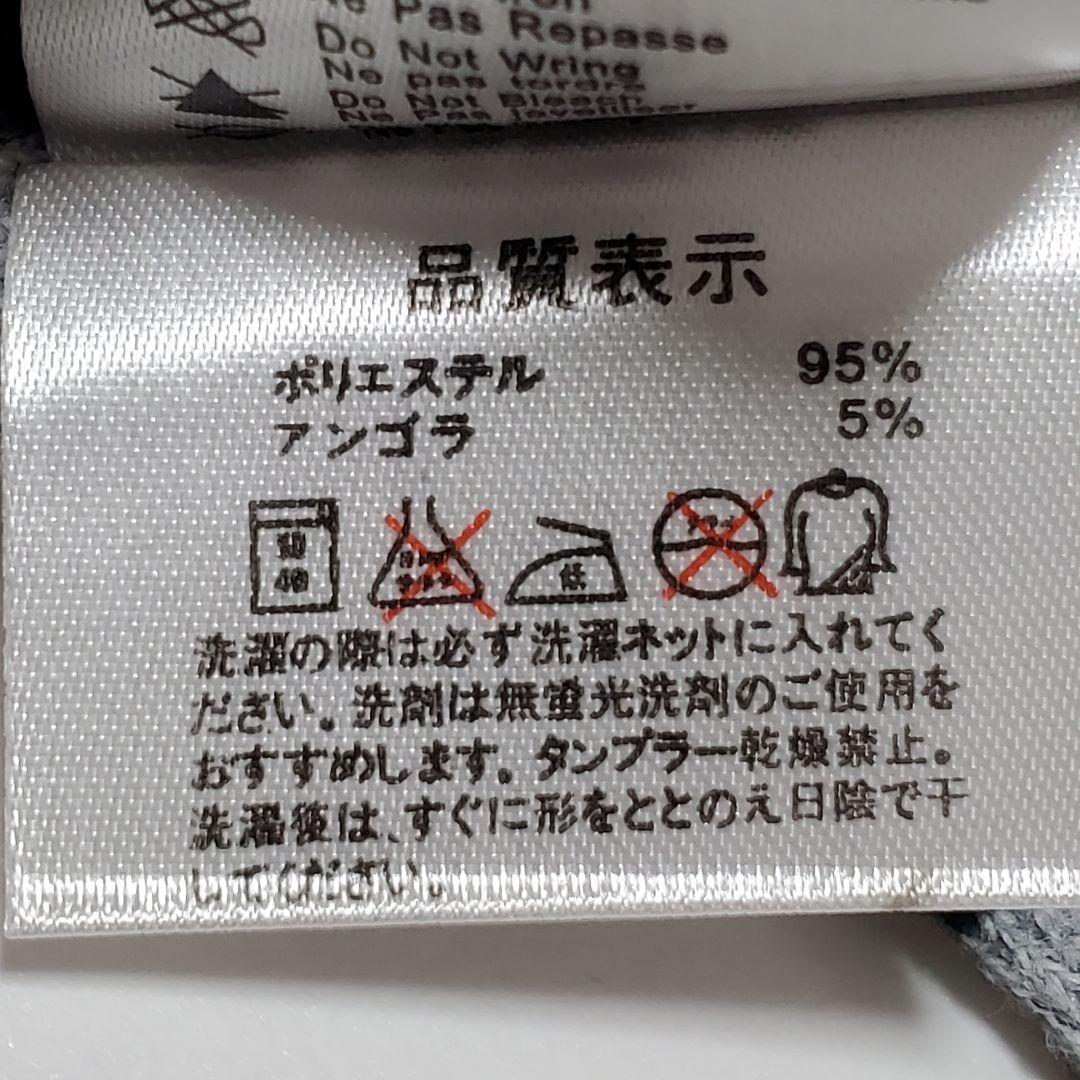 Pas Repasse
Do Not Wring
Ne pas tordre
Do Not Bleach
Ne Pas
品質表示
ポリエステル 95%
アンゴラ 5%
40
低
洗濯の際は必ず洗濯ネットに入れてく
ださい。洗剤は無蛍光洗剤のご使用を
おすすめします。タンブラー乾燥禁止。
洗濯後は、すぐに形をととのえ日陰で干
してください。